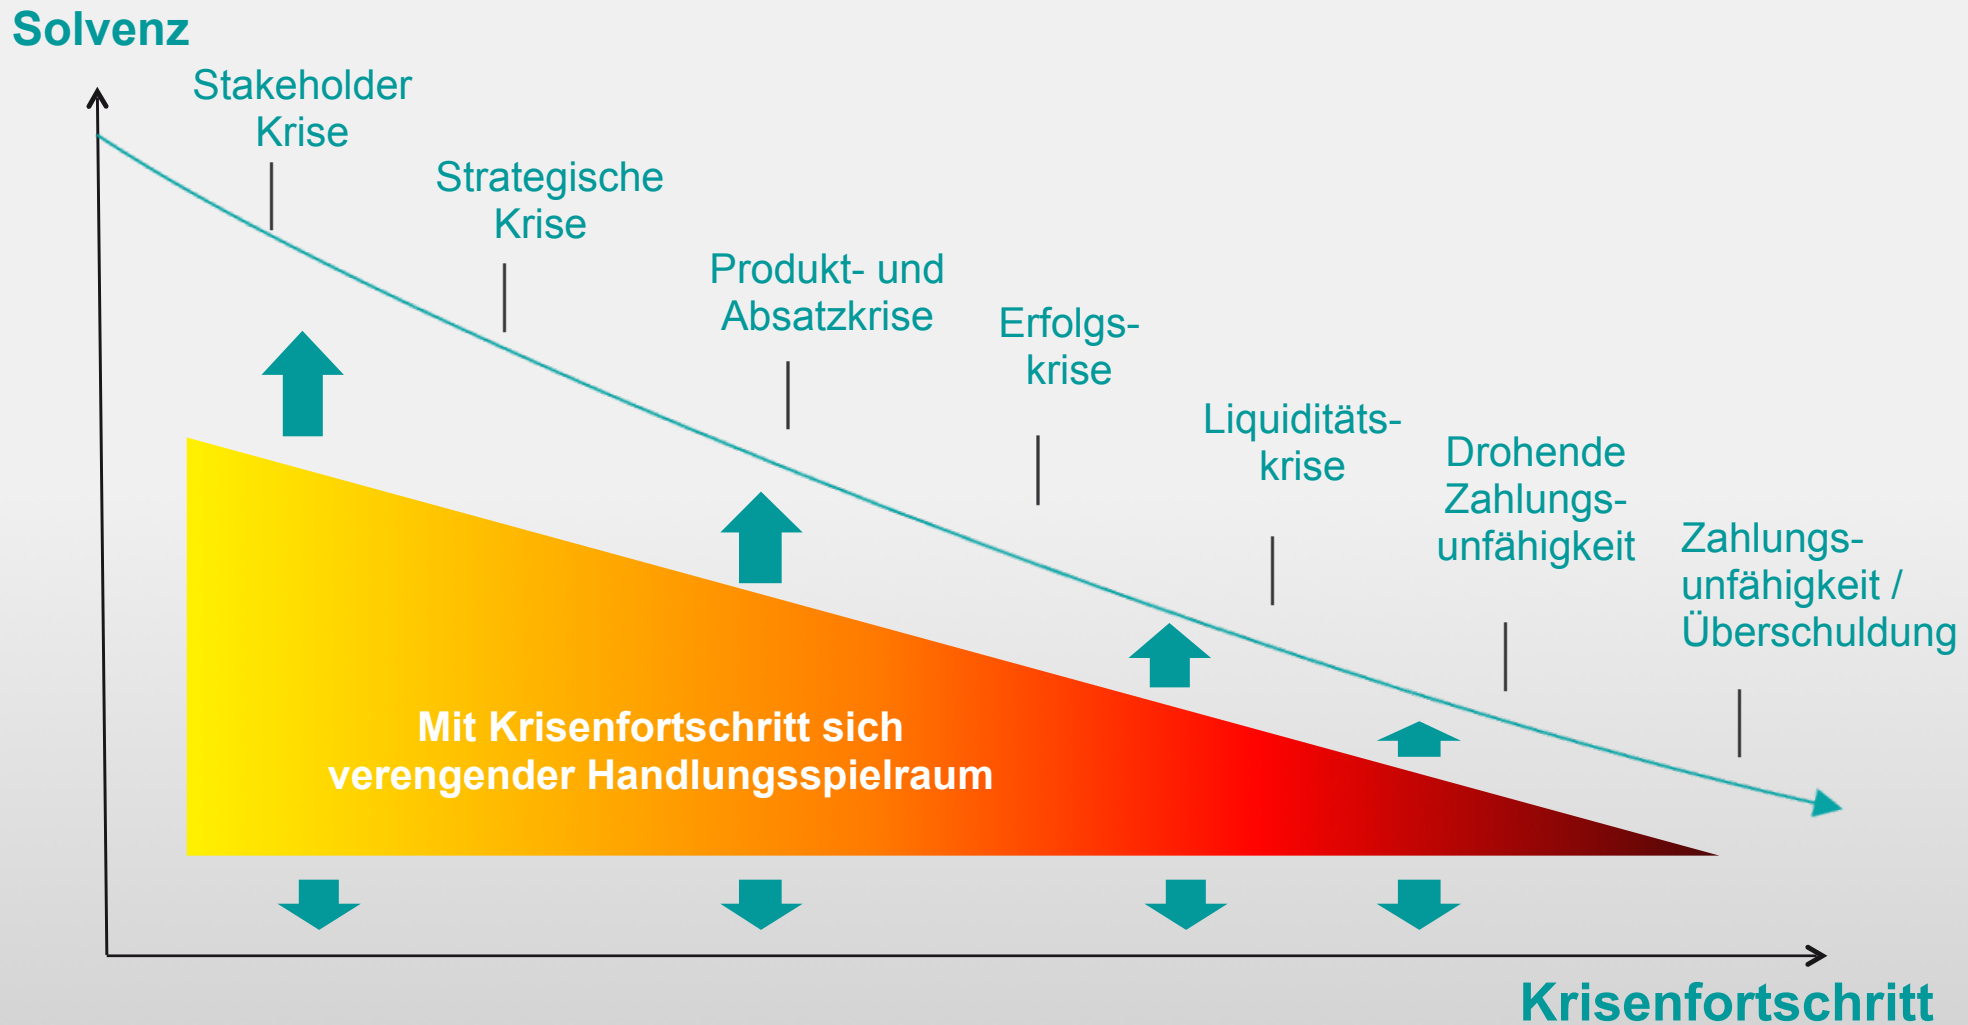 Solvenz
Stakeholder
Krise
Strategische
Krise
Produkt- und
Absatzkrise
Erfolgs-
krise
Liquiditäts-
krise
Drohende
Zahlungs-
unfähigkeit
Zahlungs-
unfähigkeit /
Überschuldung
Mit Krisenfortschritt sich
verengender Handlungsspielraum
Krisenfortschritt